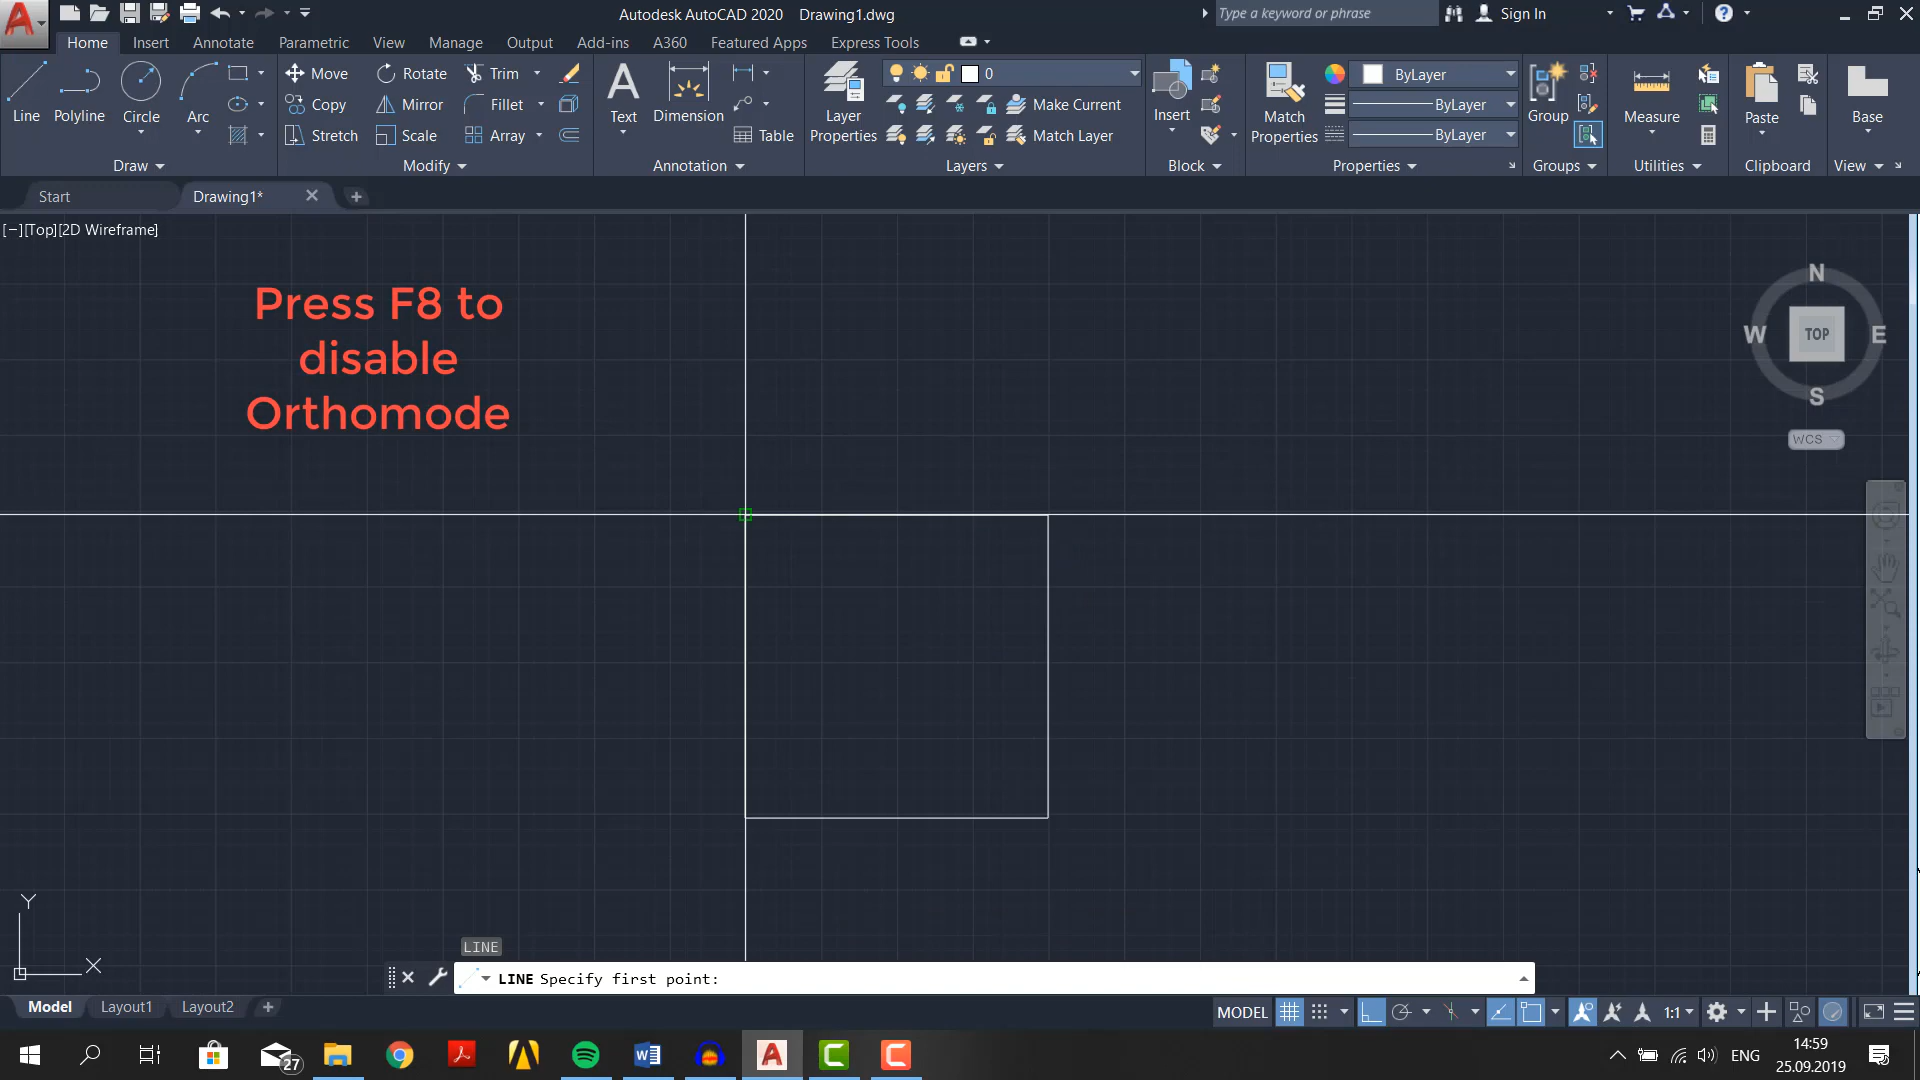 Autodesk AutoCAD 2020 Drawing1.dwg
Type a keyword or phrase
Sign In
Home Insert Annotate Parametric View Manage Output Add-ins A360 Featured Apps Express Tools
Line
Polyline
Circle
Arc
Draw
Move
Rotate
Trim
Copy
Mirror
Fillet
Stretch
Scale
Array
Modify
Text
Dimension
Table
Annotation
Layer
Properties
0
Make Current
Match Layer
Layers
Insert
Block
Match
Properties
ByLayer
ByLayer
ByLayer
Properties
Group
Groups
Measure
Utilities
Paste
Clipboard
Base
View
Start
Drawing1*
[−][Top][2D Wireframe]
Press F8 to
disable
Orthomode
N
W
TOP
E
S
WCS
Y
X
LINE
LINE Specify first point:
Model
Layout1
Layout2
MODEL
1:1
27
ENG
14:59
25.09.2019